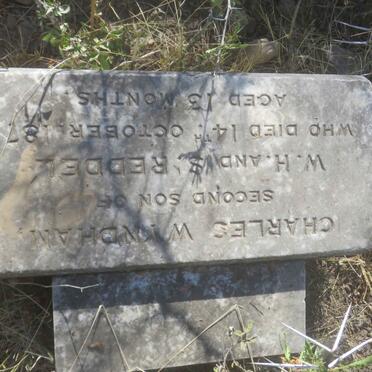 CHARLES WYNDHAM
SECOND SON OF
W.H. AND S. REDDEL
WHO DIED 14TH OCTOBER. 187
AGED 13 MONTHS.